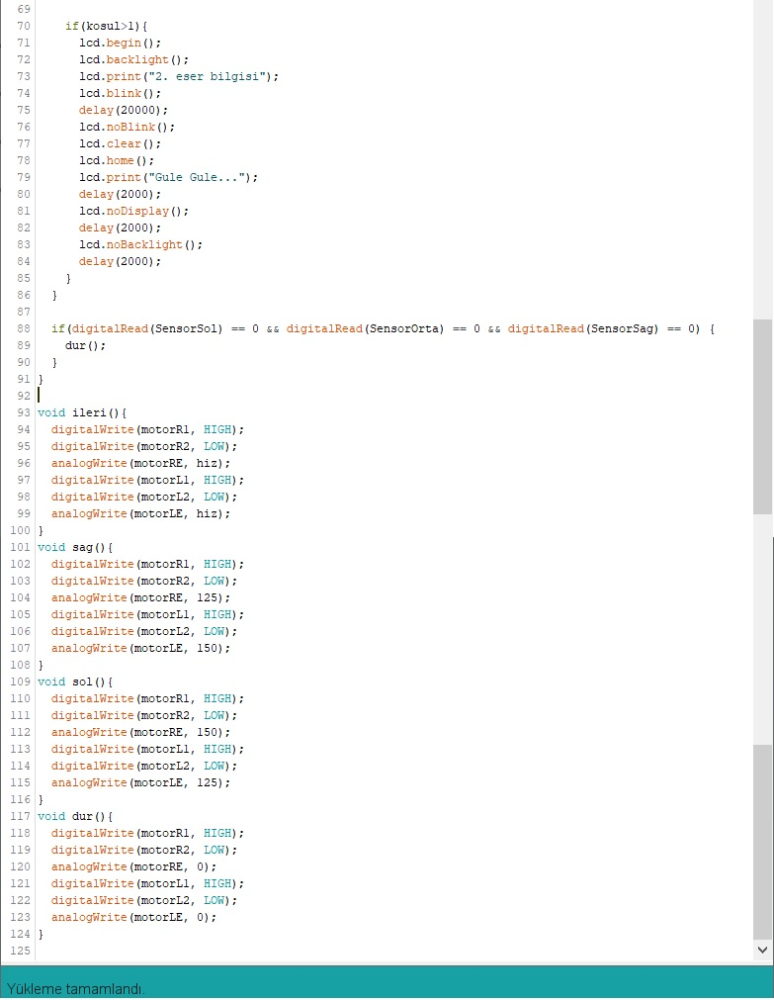 69
70 if(kosul>1){
71 lcd.begin();
72 lcd.backlight();
73 lcd.print("2. eser bilgisi");
74 lcd.blink();
75 delay(20000);
76 lcd.noBlink();
77 lcd.clear();
78 lcd.home();
79 lcd.print("Gule Gule...");
80 delay(2000);
81 lcd.noDisplay();
82 delay(2000);
83 lcd.noBacklight();
84 delay(2000);
85 }
86 }
87
88 if(digitalRead(SensorSol) == 0 && digitalRead(SensorOrta) == 0 && digitalRead(SensorSag) == 0) {
89 dur();
90 }
91 }
92
93 void ileri(){
94 digitalWrite(motorR1, HIGH);
95 digitalWrite(motorR2, LOW);
96 analogWrite(motorRE, hiz);
97 digitalWrite(motorL1, HIGH);
98 digitalWrite(motorL2, LOW);
99 analogWrite(motorLE, hiz);
100 }
101 void sag(){
102 digitalWrite(motorR1, HIGH);
103 digitalWrite(motorR2, LOW);
104 analogWrite(motorRE, 125);
105 digitalWrite(motorL1, HIGH);
106 digitalWrite(motorL2, LOW);
107 analogWrite(motorLE, 150);
108 }
109 void sol(){
110 digitalWrite(motorR1, HIGH);
111 digitalWrite(motorR2, LOW);
112 analogWrite(motorRE, 150);
113 digitalWrite(motorL1, HIGH);
114 digitalWrite(motorL2, LOW);
115 analogWrite(motorLE, 125);
116 }
117 void dur(){
118 digitalWrite(motorR1, HIGH);
119 digitalWrite(motorR2, LOW);
120 analogWrite(motorRE, 0);
121 digitalWrite(motorL1, HIGH);
122 digitalWrite(motorL2, LOW);
123 analogWrite(motorLE, 0);
124 }
125
Yükleme tamamlandı.